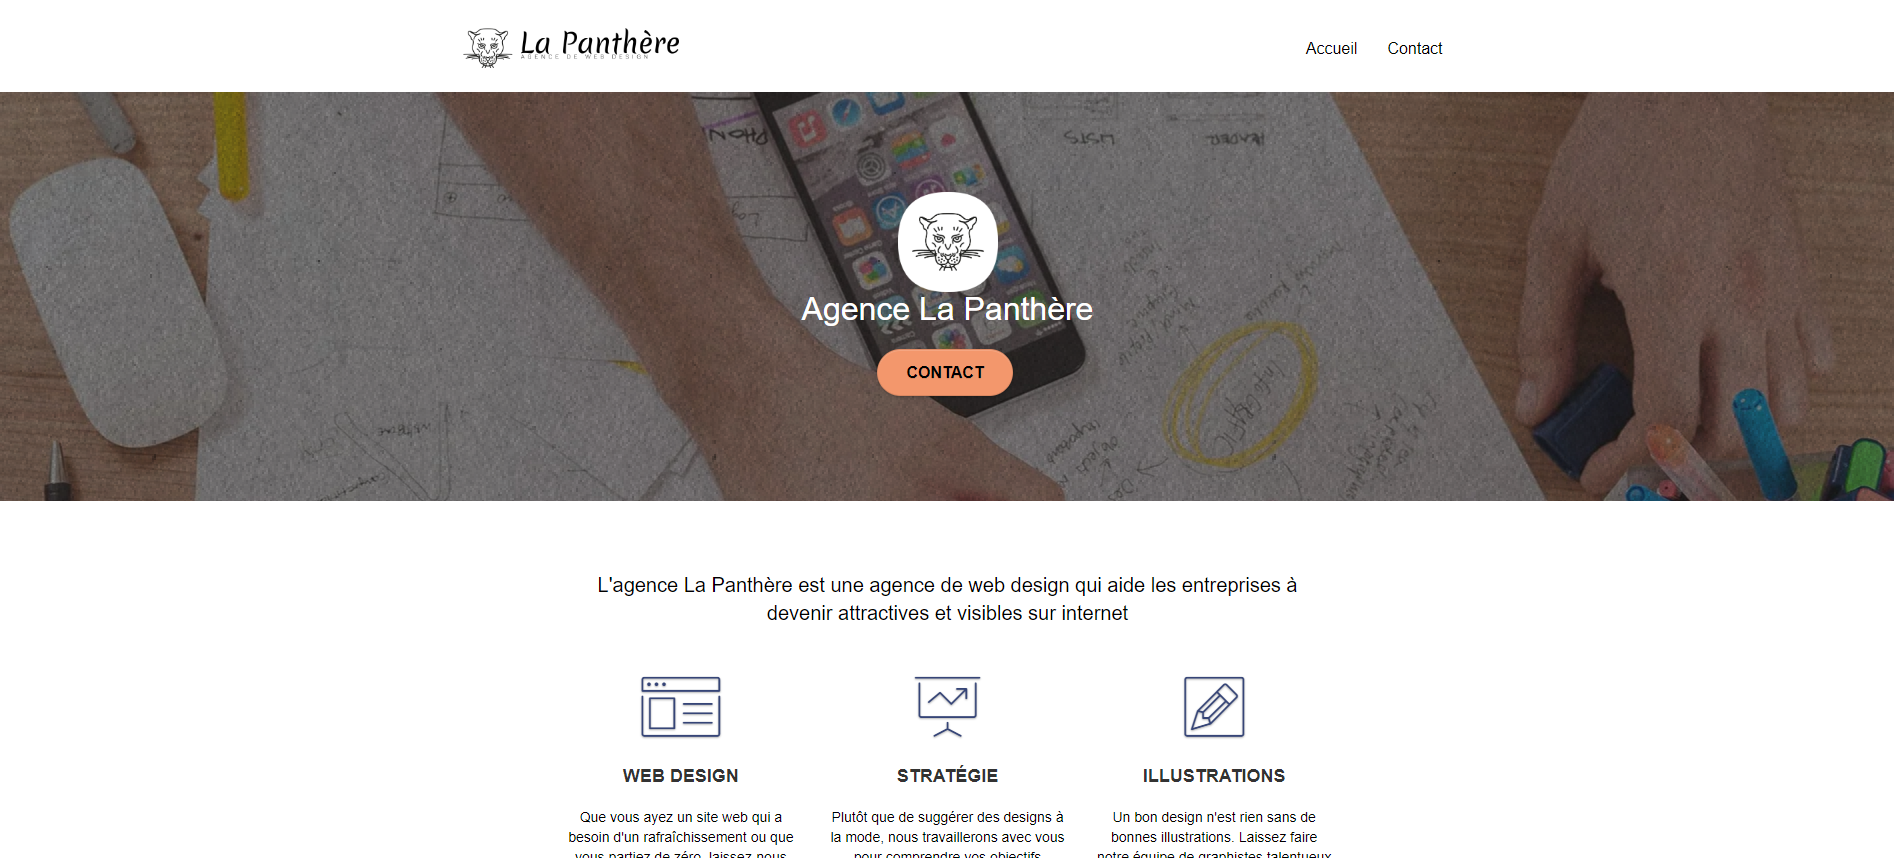 La Panthère
AGENCE DE WEB DESIGN
Accueil Contact
LISTS
HEADER
Agence La Panthère
CONTACT
L'agence La Panthère est une agence de web design qui aide les entreprises à
devenir attractives et visibles sur internet
WEB DESIGN
STRATÉGIE
ILLUSTRATIONS
Que vous ayez un site web qui a
besoin d'un rafraîchissement ou que
vous partiez de zéro, laissez-nous
Plutôt que de suggérer des designs à
la mode, nous travaillerons avec vous
pour comprendre vos objectifs
Un bon design n'est rien sans de
bonnes illustrations. Laissez faire
notre équipe de graphistes talentueux